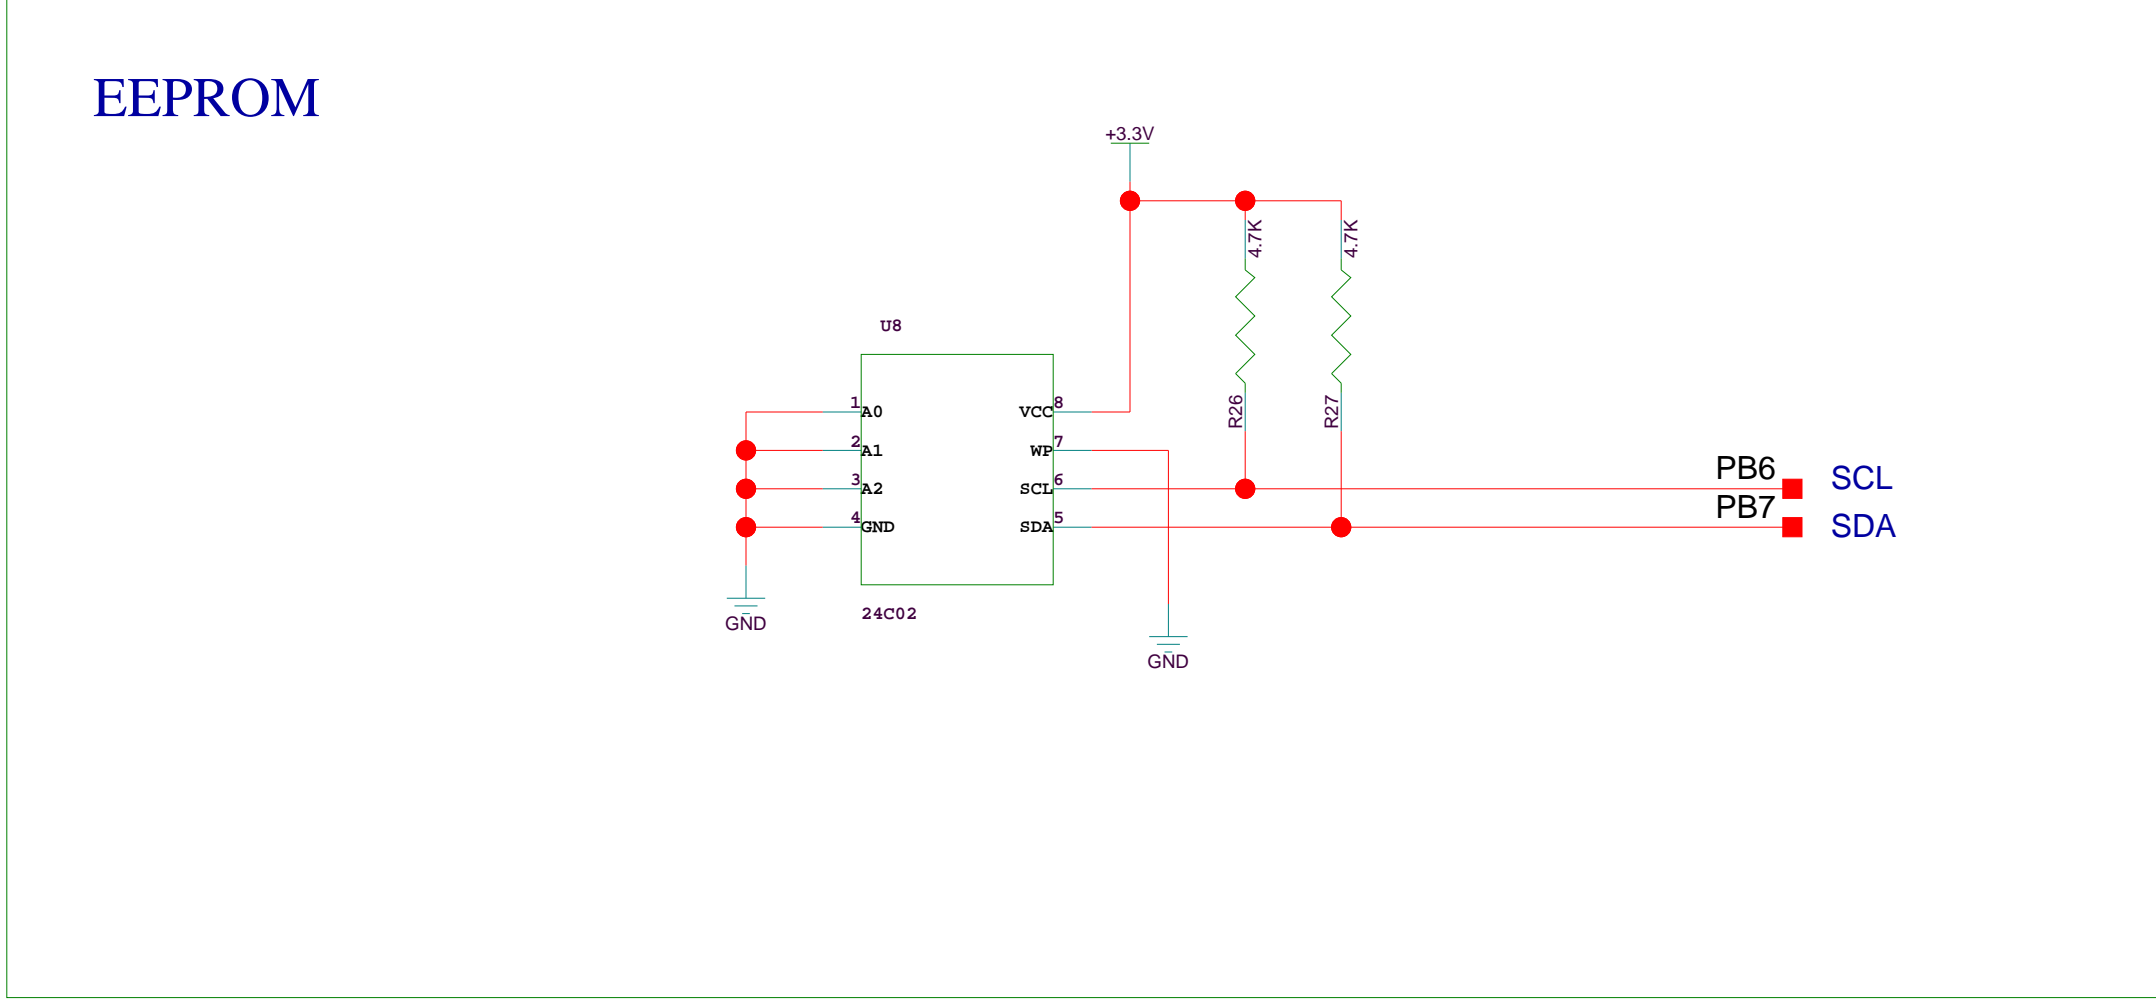 EEPROM
+3.3V
4.7K
4.7K
U8
1
A0
VCC
8
R26
R27
2
A1
WP
7
3
A2
SCL
6
PB6
SCL
4
GND
SDA
5
PB7
SDA
24C02
GND
GND